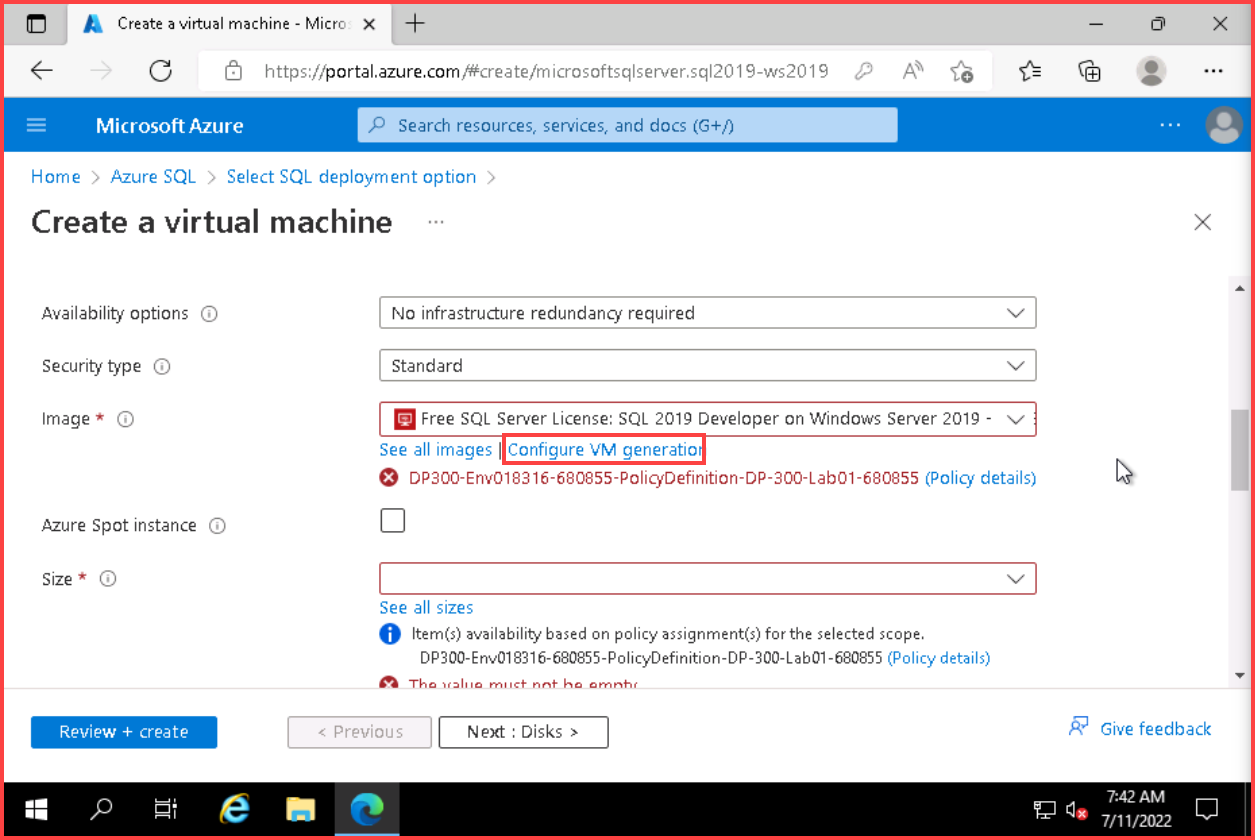 Create a virtual machine - Micro
https://portal.azure.com/#create/microsoftsqlserver.sql2019-ws2019
Microsoft Azure
Search resources, services, and docs (G+/)
Home > Azure SQL > Select SQL deployment option >
Create a virtual machine ...
Availability options
No infrastructure redundancy required
Security type
Standard
Image *
Free SQL Server License: SQL 2019 Developer on Windows Server 2019 -
See all images | Configure VM generation
DP300-Env018316-680855-PolicyDefinition-DP-300-Lab01-680855 (Policy details)
Azure Spot instance
Size *
See all sizes
Item(s) availability based on policy assignment(s) for the selected scope.
DP300-Env018316-680855-PolicyDefinition-DP-300-Lab01-680855 (Policy details)
The value must not be empty.
Review + create
< Previous
Next : Disks >
Give feedback
7:42 AM
7/11/2022